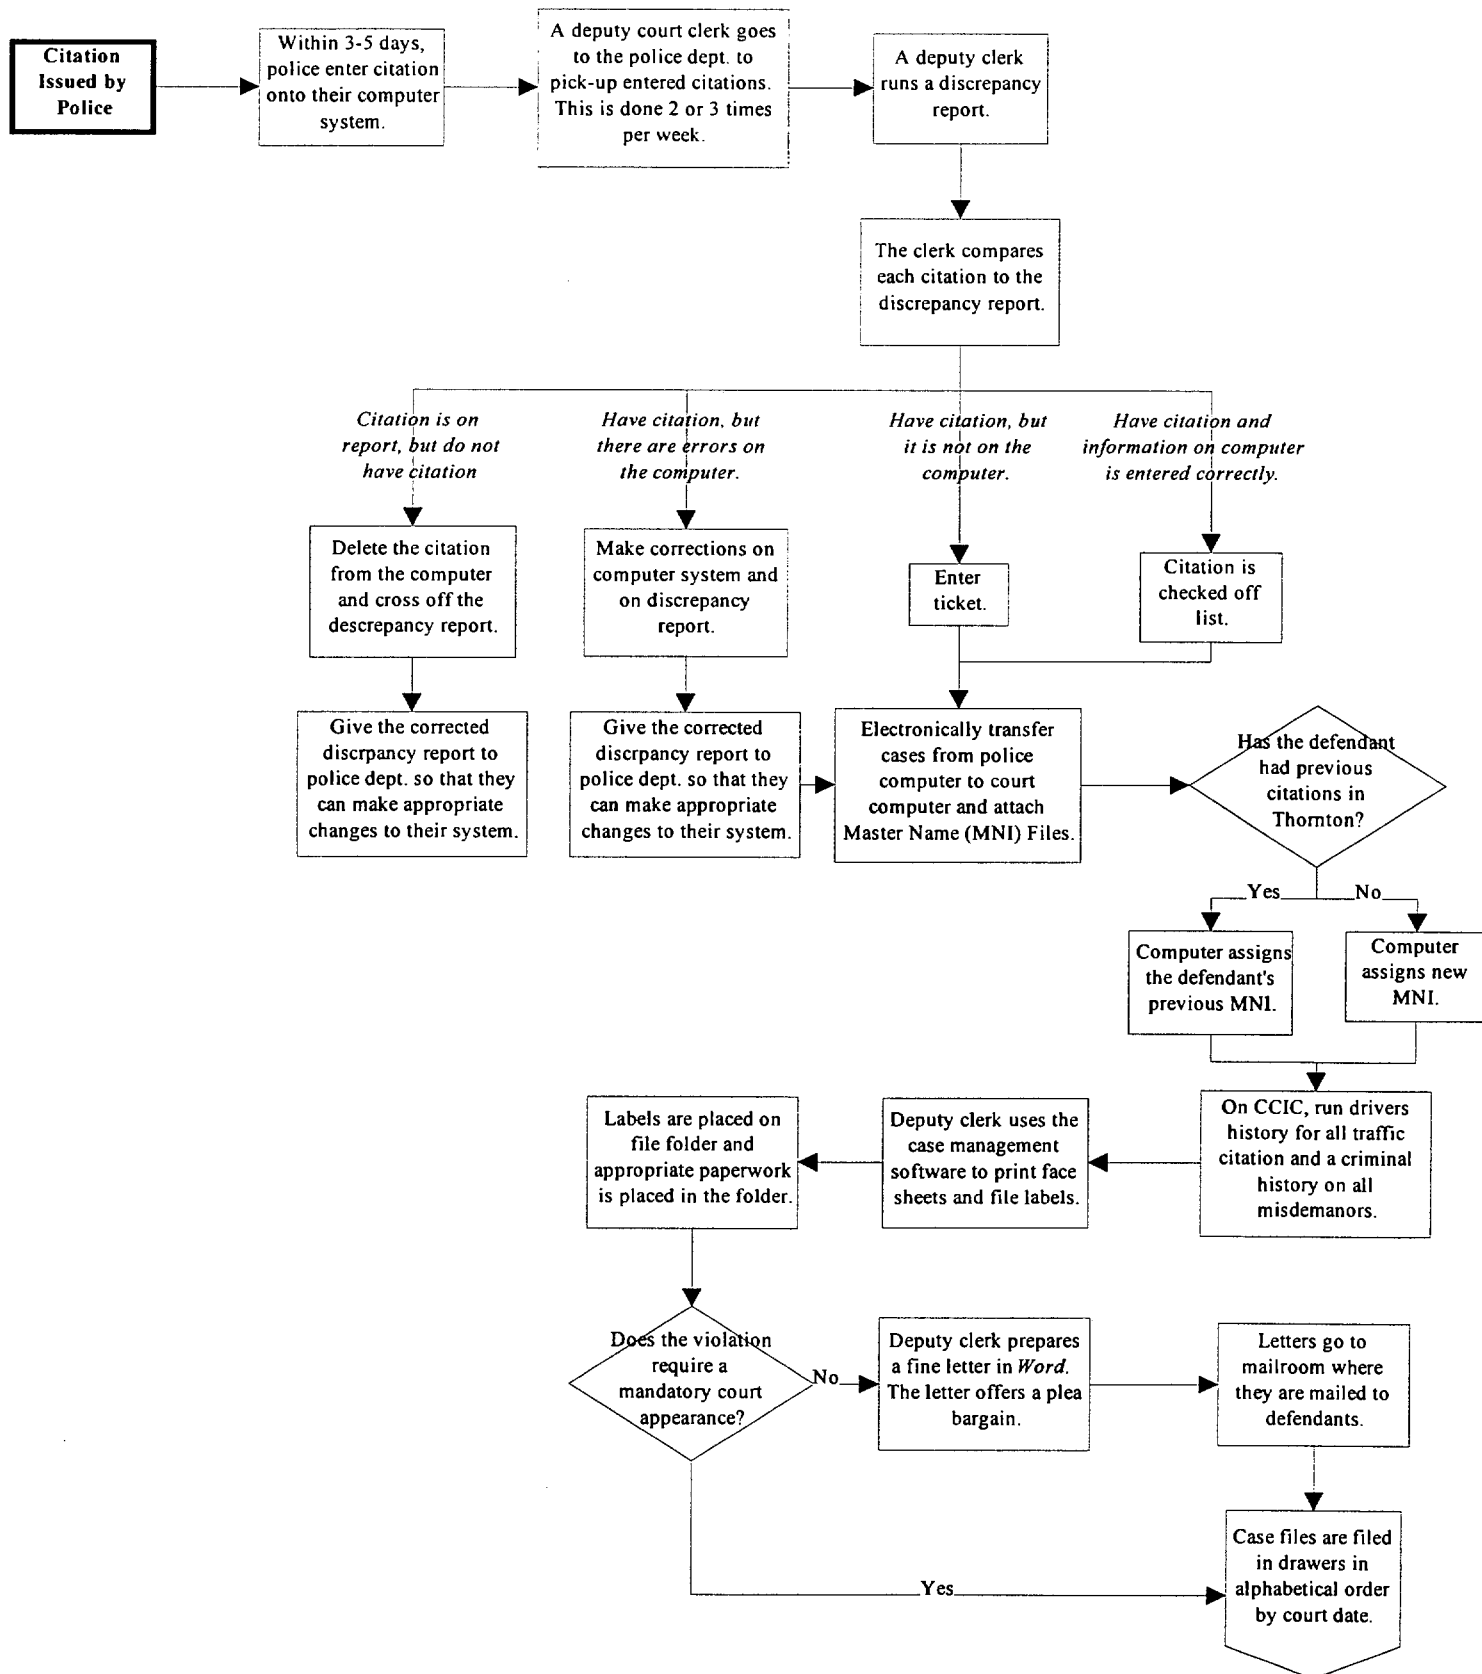 Citation
Issued by
Police
Within 3-5 days,
police enter citation
onto their computer
system.
A deputy court clerk goes
to the police dept. to
pick-up entered citations.
This is done 2 or 3 times
per week.
A deputy clerk
runs a discrepancy
report.
The clerk compares
each citation to the
discrepancy report.
Citation is on
report, but do not
have citation
Have citation, but
there are errors on
the computer.
Have citation, but
it is not on the
computer.
Have citation and
information on computer
is entered correctly.
Delete the citation
from the computer
and cross off the
descrepancy report.
Make corrections on
computer system and
on discrepancy
report.
Enter
ticket.
Citation is
checked off
list.
Give the corrected
discrpancy report to
police dept. so that they
can make appropriate
changes to their system.
Give the corrected
discrpancy report to
police dept. so that they
can make appropriate
changes to their system.
Electronically transfer
cases from police
computer to court
computer and attach
Master Name (MNI) Files.
Has the defendant
had previous
citations in
Thornton?
Yes
No
Computer assigns
the defendant's
previous MNI.
Computer
assigns new
MNI.
On CCIC, run drivers
history for all traffic
citation and a criminal
history on all
misdemanors.
Deputy clerk uses the
case management
software to print face
sheets and file labels.
Labels are placed on
file folder and
appropriate paperwork
is placed in the folder.
Does the violation
require a
mandatory court
appearance?
No
Deputy clerk prepares
a fine letter in Word.
The letter offers a plea
bargain.
Letters go to
mailroom where
they are mailed to
defendants.
Yes
Case files are filed
in drawers in
alphabetical order
by court date.